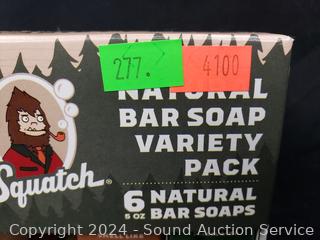 277.
4100
NATURAL
BAR SOAP
VARIETY
PACK
Squatch®
6 NATURAL
5 OZ BAR SOAPS
Copyright 2024 - Sound Auction Service